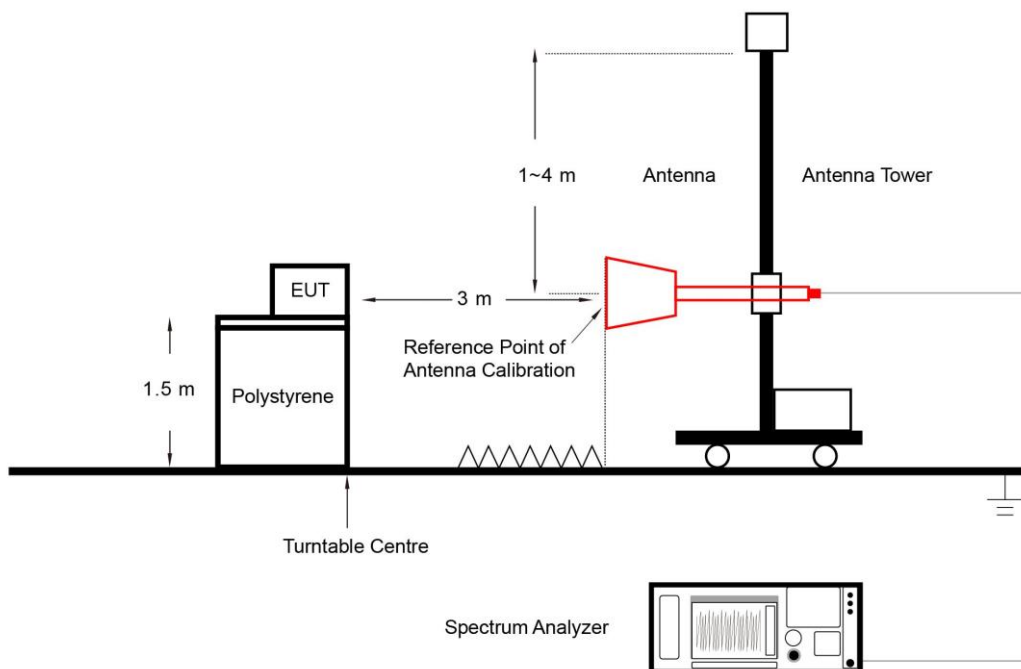 1~4 m
Antenna
Antenna Tower
EUT
3 m
Reference Point of
Antenna Calibration
1.5 m
Polystyrene
Turntable Centre
Spectrum Analyzer